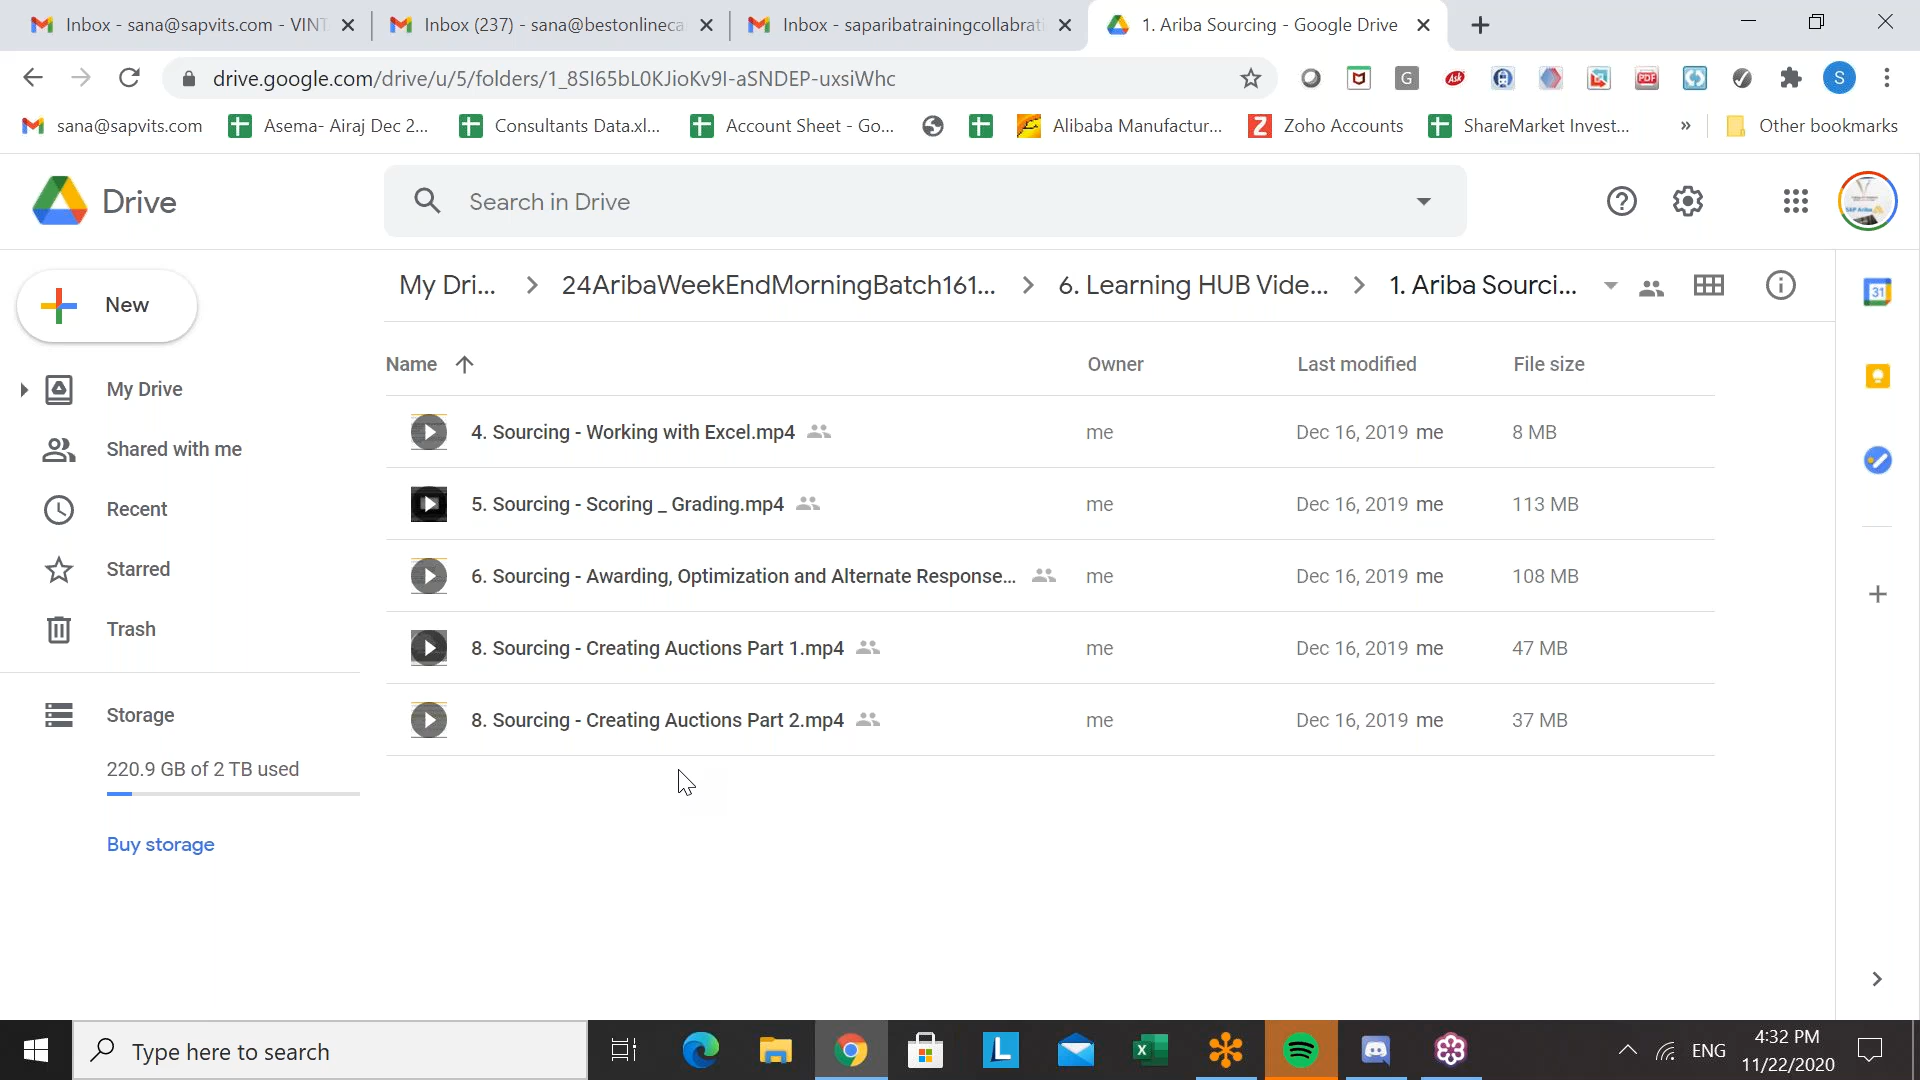 Inbox - sana@sapvits.com - VINT
Inbox (237) - sana@bestonlineca
Inbox - saparibatrainingcollabrati
1. Ariba Sourcing - Google Drive
drive.google.com/drive/u/5/folders/1_8SI65bL0KJioKv9I-aSNDEP-uxsiWhc
G
Ask
PDF
S
sana@sapvits.com
Asema- Airaj Dec 2...
Consultants Data.xl...
Account Sheet - Go...
Alibaba Manufactur...
Z
Zoho Accounts
ShareMarket Invest...
»
Other bookmarks
Drive
Search in Drive
New
My Dri...
24AribaWeekEndMorningBatch161...
6. Learning HUB Vide...
1. Ariba Sourci...
31
Name
Owner
Last modified
File size
My Drive
Shared with me
Recent
Starred
Trash
Storage
220.9 GB of 2 TB used
Buy storage
4. Sourcing - Working with Excel.mp4
me
Dec 16, 2019 me
8 MB
5. Sourcing - Scoring _ Grading.mp4
me
Dec 16, 2019 me
113 MB
6. Sourcing - Awarding, Optimization and Alternate Response...
me
Dec 16, 2019 me
108 MB
8. Sourcing - Creating Auctions Part 1.mp4
me
Dec 16, 2019 me
47 MB
8. Sourcing - Creating Auctions Part 2.mp4
me
Dec 16, 2019 me
37 MB
Type here to search
L
X
ENG
4:32 PM
11/22/2020